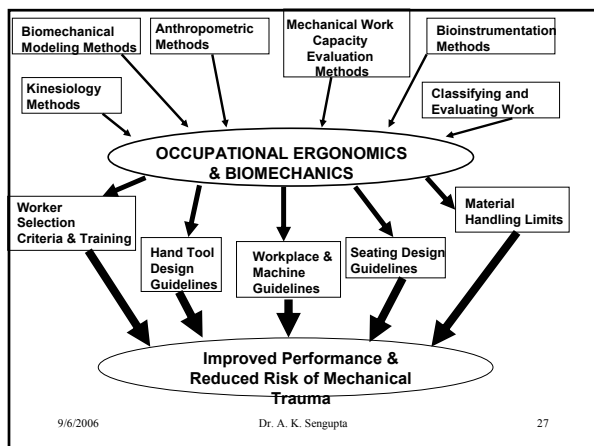 Biomechanical
Modeling Methods
Anthropometric
Methods
Mechanical Work
Capacity
Evaluation
Methods
Bioinstrumentation
Methods
Kinesiology
Methods
Classifying and
Evaluating Work
OCCUPATIONAL ERGONOMICS
& BIOMECHANICS
Worker
Selection
Criteria & Training
Hand Tool
Design
Guidelines
Workplace &
Machine
Guidelines
Seating Design
Guidelines
Material
Handling Limits
Improved Performance &
Reduced Risk of Mechanical
Trauma
9/6/2006
Dr. A. K. Sengupta
27